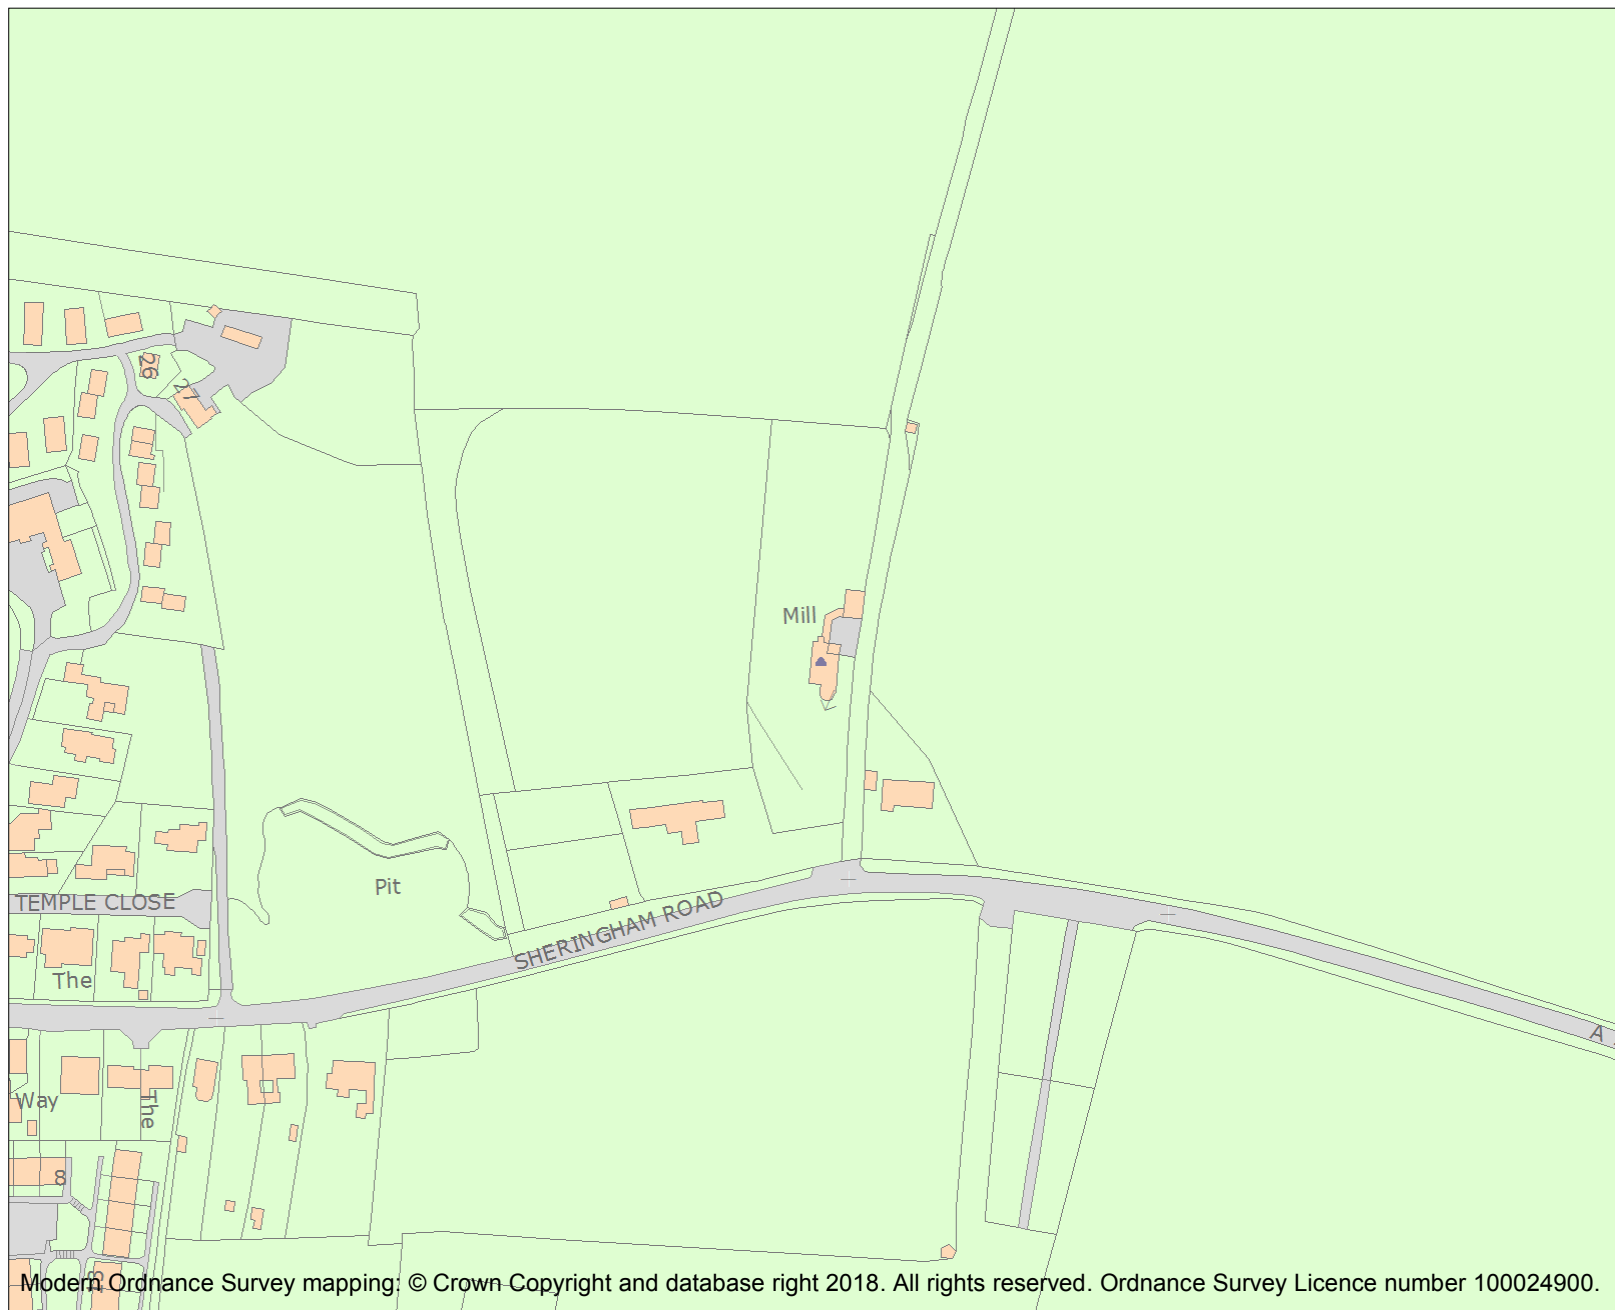 26
27
Mill
Pit
TEMPLE CLOSE
SHERINGHAM ROAD
The
A
Way
The
8
Modern Ordnance Survey mapping: © Crown Copyright and database right 2018. All rights reserved. Ordnance Survey Licence number 100024900.